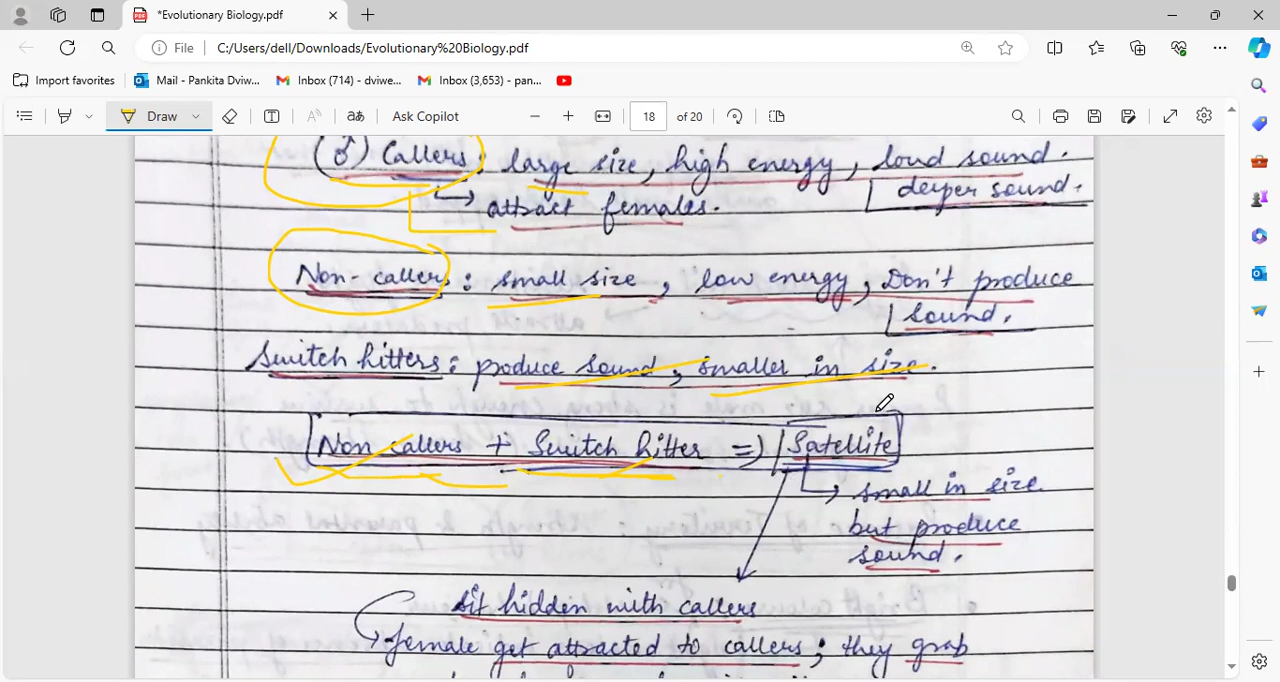 *Evolutionary Biology.pdf
File C:/Users/dell/Downloads/Evolutionary%20Biology.pdf
Import favorites Mail - Pankita Dviw... Inbox (714) - dviwe... Inbox (3,653) - pan...
Draw Ask Copilot 18 of 20
(♂) Callers : large size, high energy, loud sound.
deeper sound.
↳ attract females.
Non-callers : small size, low energy, Don't produce
sound.
Switch hitters : produce sound, smaller in size.
Non callers + Switch hitter => Satellite
small in size
but produce
sound.
sit hidden with callers
female get attracted to callers ; they grab